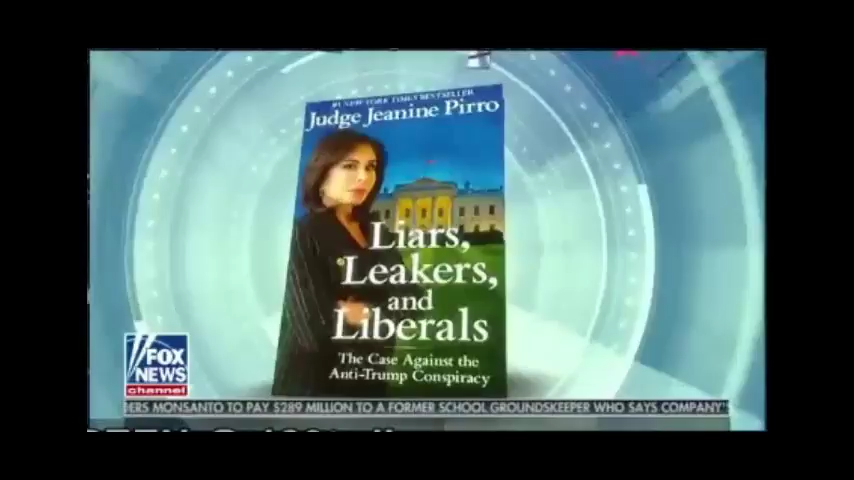 #1 NEW YORK TIMES BESTSELLER
Judge Jeanine Pirro
Liars,
Leakers,
and
Liberals
The Case Against the
Anti-Trump Conspiracy
FOX
NEWS
channel
ERS MONSANTO TO PAY $289 MILLION TO A FORMER SCHOOL GROUNDSKEEPER WHO SAYS COMPANY'